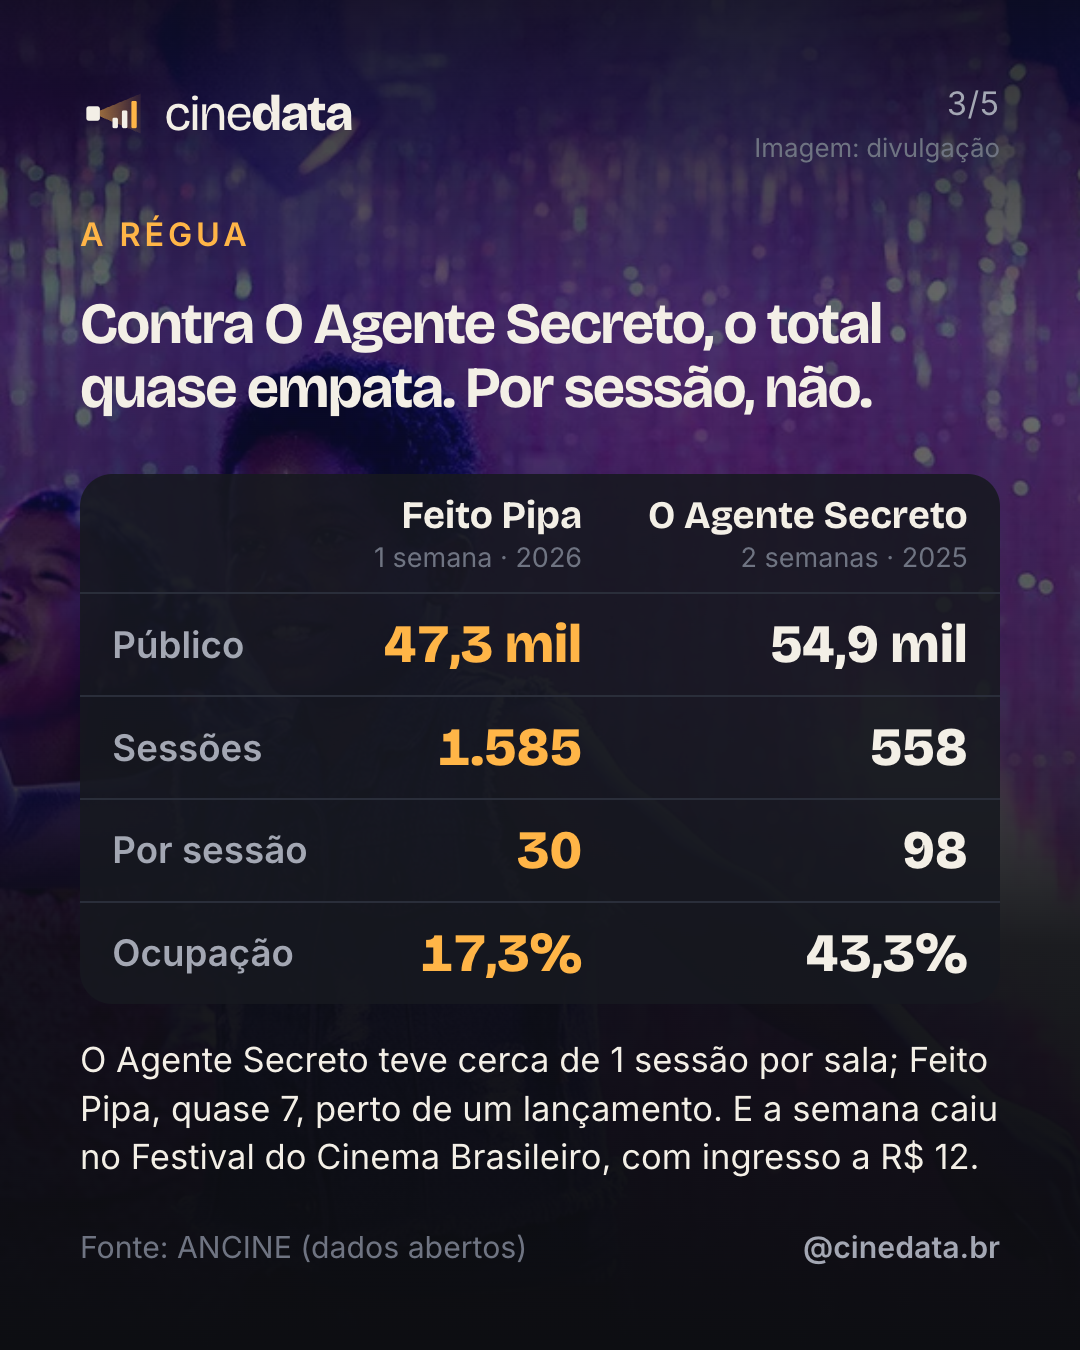 cinedata
3/5
Imagem: divulgação
A RÉGUA
Contra O Agente Secreto, o total
quase empata. Por sessão, não.
Feito Pipa O Agente Secreto
1 semana · 2026 2 semanas · 2025
Público 47,3 mil 54,9 mil
Sessões 1.585 558
Por sessão 30 98
Ocupação 17,3% 43,3%
O Agente Secreto teve cerca de 1 sessão por sala; Feito
Pipa, quase 7, perto de um lançamento. E a semana caiu
no Festival do Cinema Brasileiro, com ingresso a R$ 12.
Fonte: ANCINE (dados abertos) @cinedata.br